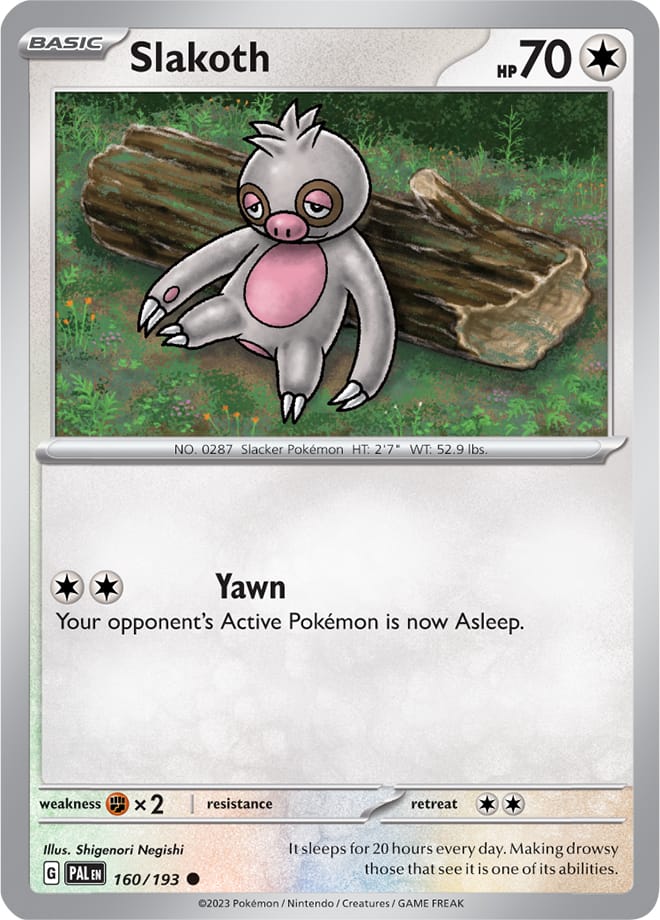 BASIC Slakoth HP 70
NO. 0287 Slacker Pokémon HT: 2'7" WT: 52.9 lbs.
Yawn
Your opponent's Active Pokémon is now Asleep.
weakness ×2 resistance retreat
Illus. Shigenori Negishi
It sleeps for 20 hours every day. Making drowsy
those that see it is one of its abilities.
G PAL EN 160/193
©2023 Pokémon / Nintendo / Creatures / GAME FREAK